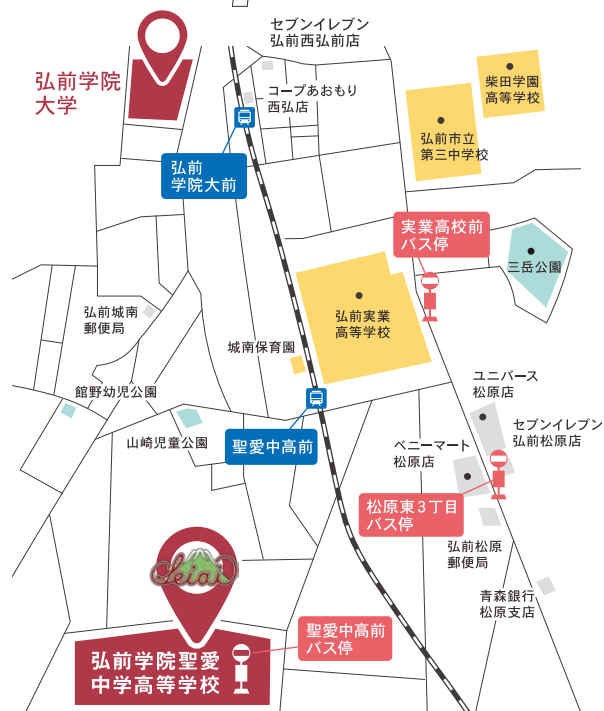 セブンイレブン
弘前西弘前店
弘前学院
大学
コープあおもり
西弘店
柴田学園
高等学校
弘前市立
第三中学校
弘前
学院大前
実業高校前
バス停
三岳公園
弘前城南
郵便局
弘前実業
高等学校
城南保育園
館野幼児公園
ユニバース
松原店
山崎児童公園
聖愛中高前
ベニーマート
松原店
セブンイレブン
弘前松原店
松原東3丁目
バス停
弘前松原
郵便局
Seiai
青森銀行
松原支店
聖愛中高前
バス停
弘前学院聖愛
中学高等学校